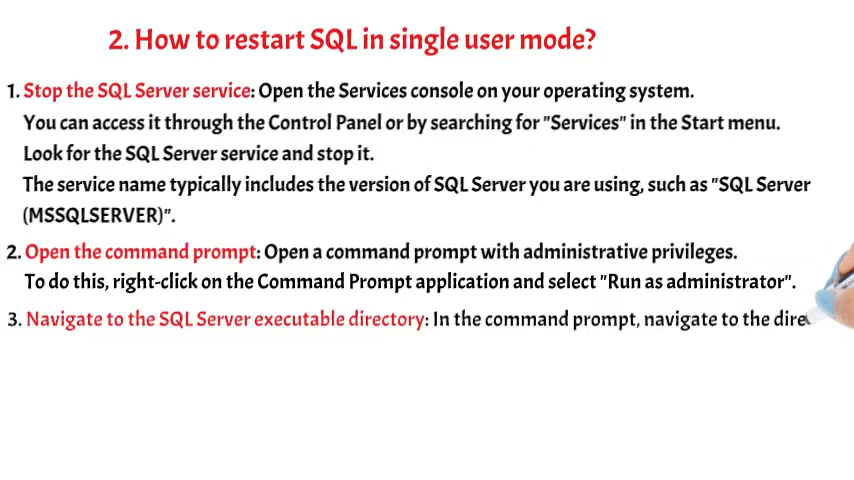 2. How to restart SQL in single user mode?
1. Stop the SQL Server service: Open the Services console on your operating system.
You can access it through the Control Panel or by searching for "Services" in the Start menu.
Look for the SQL Server service and stop it.
The service name typically includes the version of SQL Server you are using, such as "SQL Server
(MSSQLSERVER)".
2. Open the command prompt: Open a command prompt with administrative privileges.
To do this, right-click on the Command Prompt application and select "Run as administrator".
3. Navigate to the SQL Server executable directory: In the command prompt, navigate to the dire